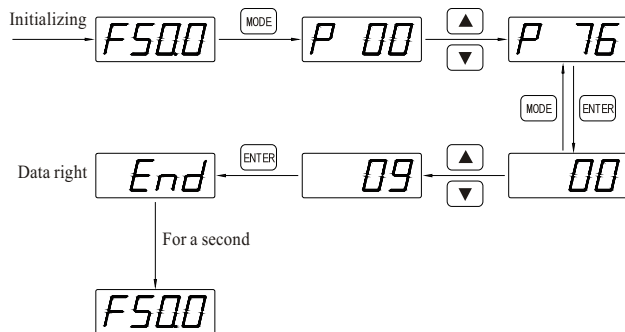 Initializing
F50.0
MODE
P 00
▲
▼
P 76
MODE
ENTER
Data right
End
ENTER
09
▲
▼
00
For a second
F50.0